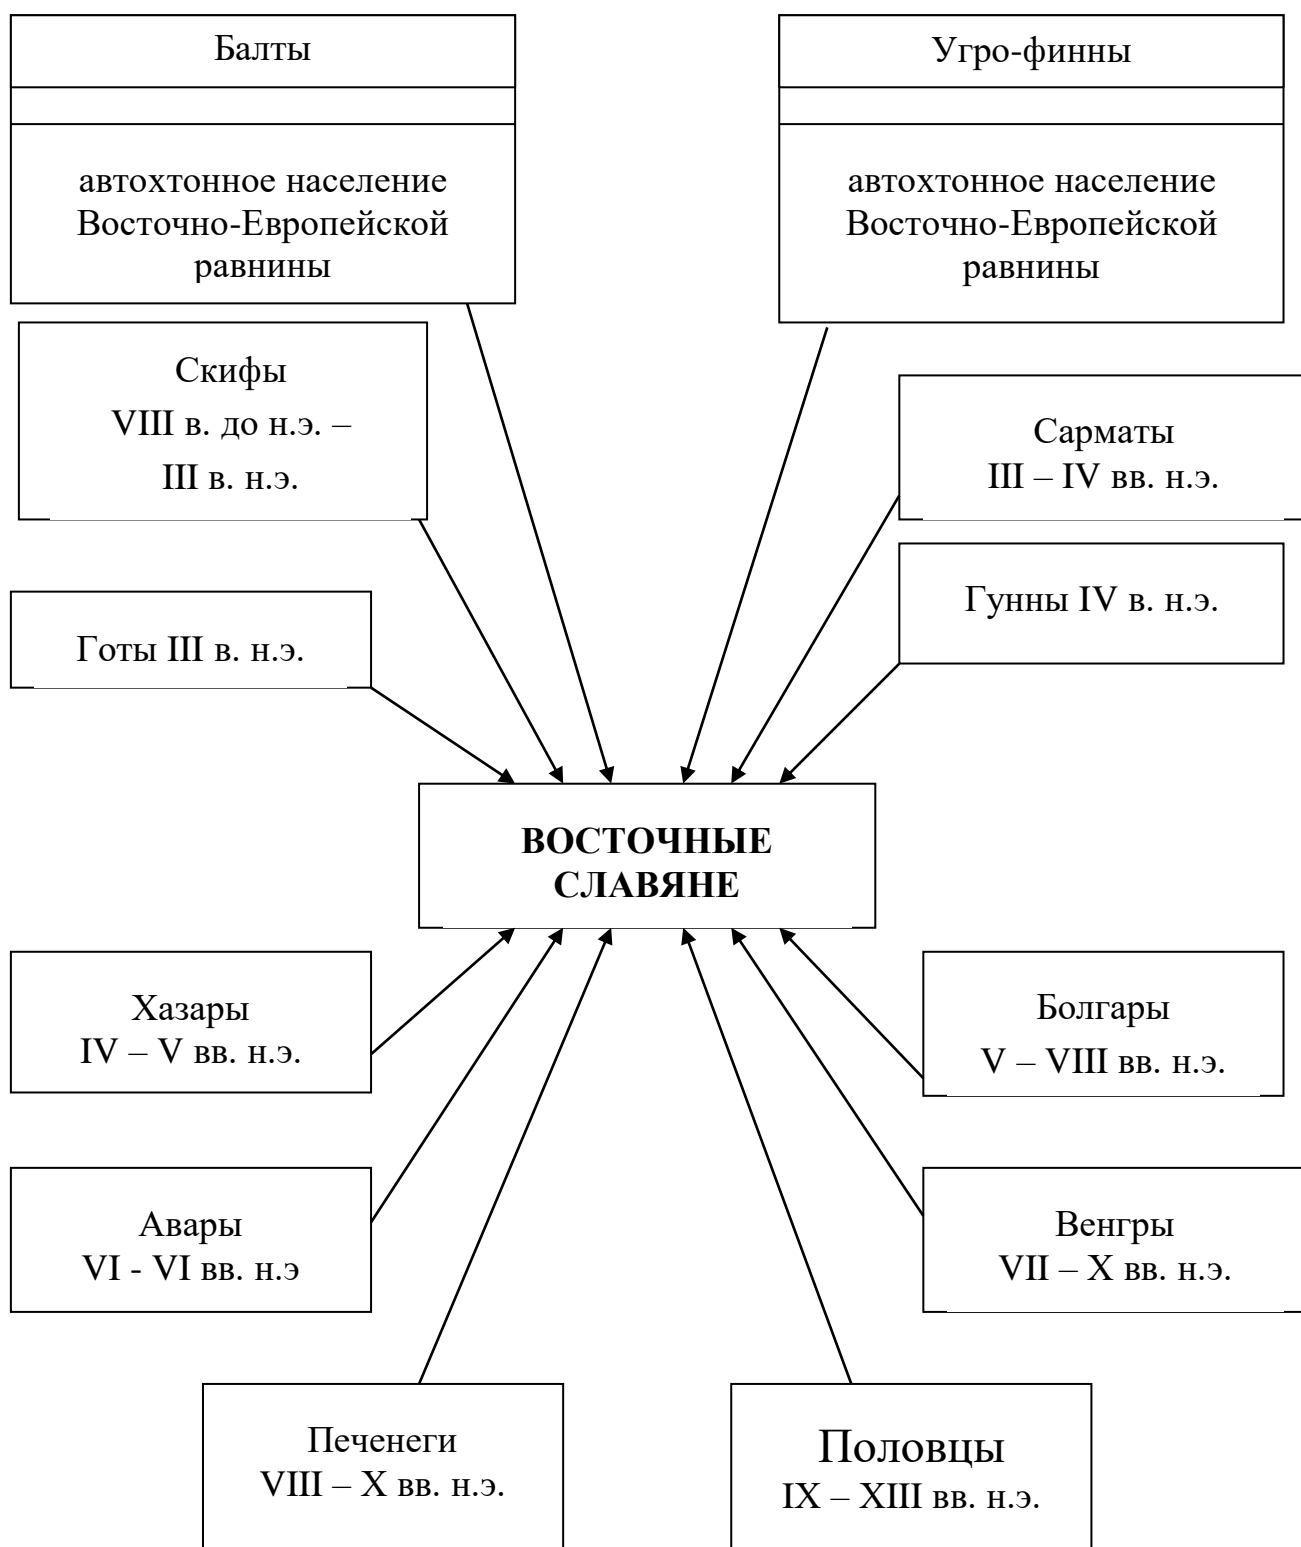 Балты
Угро-финны
автохтонное население
Восточно-Европейской
равнины
автохтонное население
Восточно-Европейской
равнины
Скифы
VIII в. до н.э. –
III в. н.э.
Сарматы
III – IV вв. н.э.
Гунны IV в. н.э.
Готы III в. н.э.
ВОСТОЧНЫЕ
СЛАВЯНЕ
Хазары
IV – V вв. н.э.
Болгары
V – VIII вв. н.э.
Авары
VI - VI вв. н.э
Венгры
VII – X вв. н.э.
Печенеги
VIII – X вв. н.э.
Половцы
IX – XIII вв. н.э.